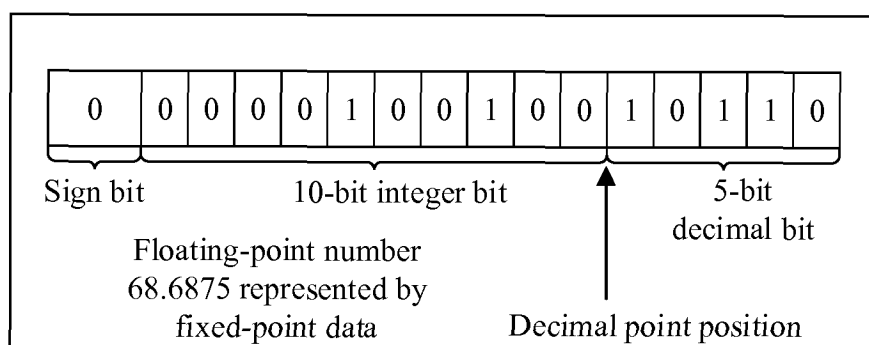 0 0 0 0 0 1 0 0 1 0 0 1 0 1 1 0
Sign bit
10-bit integer bit
5-bit
decimal bit
Floating-point number
68.6875 represented by
fixed-point data
Decimal point position